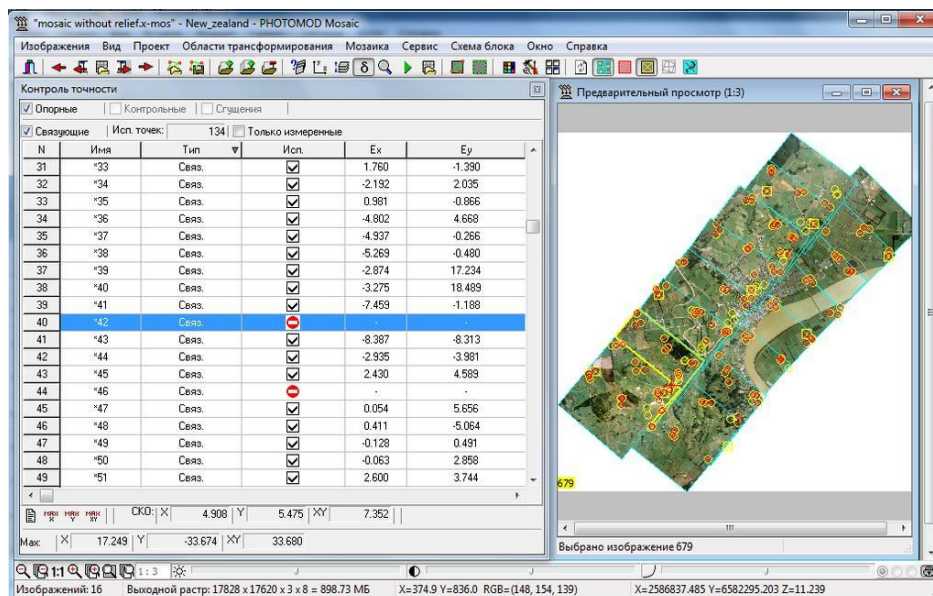 "mosaic without relief.x-mos" - New_zealand - PHOTOMOD Mosaic
Изображения Вид Проект Области трансформирования Мозаика Сервис Схема блока Окно Справка
Контроль точности
Опорные Контрольные Сгущения
Связующие Исп. точек: 134 Только измеренные
N Имя Тип Исп. Ex Ey
31 *33 Связ. 1.760 -1.390
32 *34 Связ. -2.192 2.035
33 *35 Связ. 0.981 -0.866
34 *36 Связ. -4.802 4.668
35 *37 Связ. -4.937 -0.266
36 *38 Связ. -5.269 -0.480
37 *39 Связ. -2.874 17.234
38 *40 Связ. -3.275 18.489
39 *41 Связ. -7.459 -1.188
40 *42 Связ. - -
41 *43 Связ. -8.387 -8.313
42 *44 Связ. -2.935 -3.981
43 *45 Связ. 2.430 4.589
44 *46 Связ. - -
45 *47 Связ. 0.054 5.656
46 *48 Связ. 0.411 -5.064
47 *49 Связ. -0.128 0.491
48 *50 Связ. -0.063 2.858
49 *51 Связ. 2.600 3.744
MAX X MAX Y MAX XY СКО: X 4.908 Y 5.475 XY 7.352
Max: X 17.249 Y -33.674 XY 33.680
Предварительный просмотр (1:3)
679
Выбрано изображение 679
1:1 1:3
Изображений: 16 Выходной растр: 17828 x 17620 x 3 x 8 = 898.73 МБ X=374.9 Y=836.0 RGB=(148, 154, 139) X=2586837.485 Y=6582295.203 Z=11.239